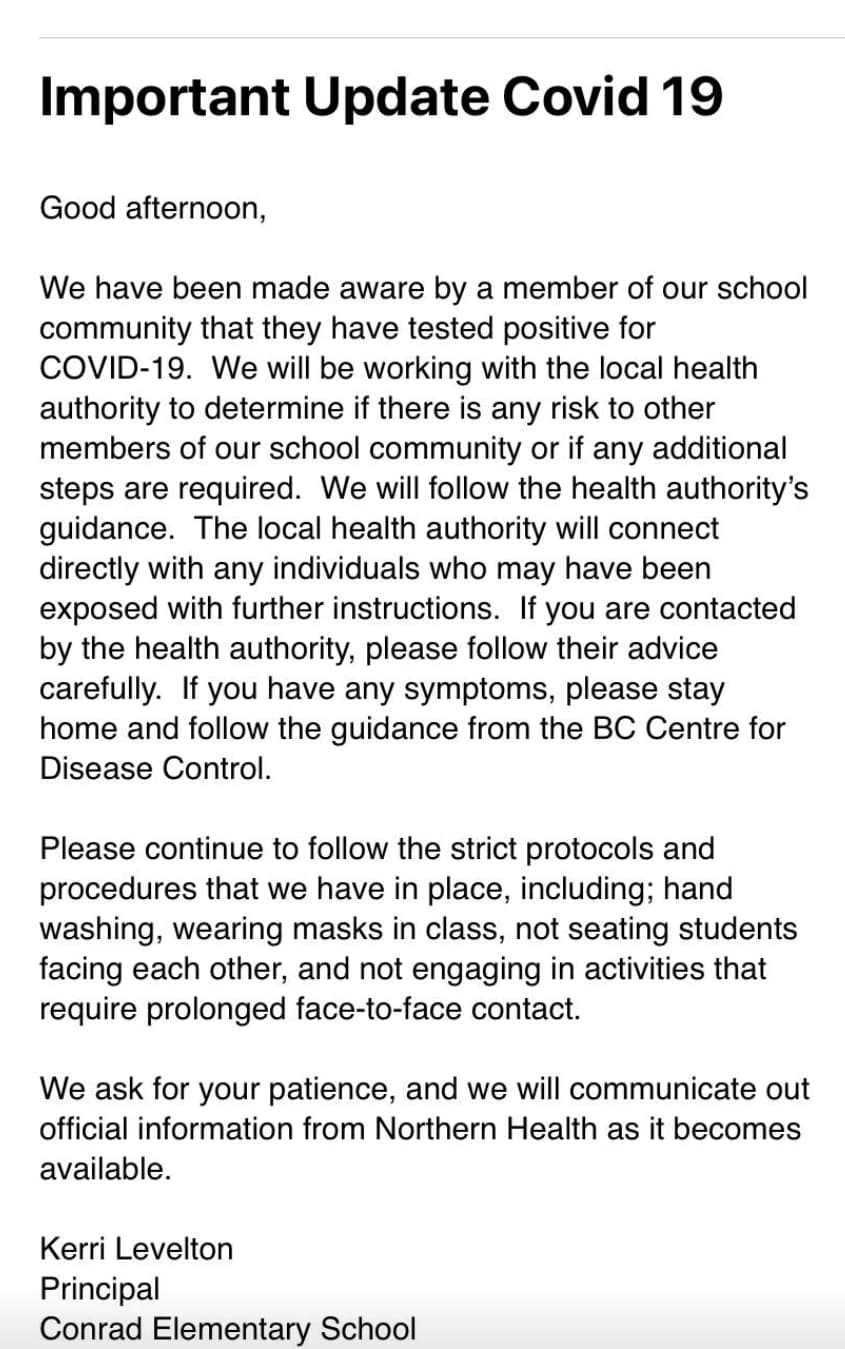 Important Update Covid 19
Good afternoon,
We have been made aware by a member of our school
community that they have tested positive for
COVID-19.  We will be working with the local health
authority to determine if there is any risk to other
members of our school community or if any additional
steps are required.  We will follow the health authority’s
guidance.  The local health authority will connect
directly with any individuals who may have been
exposed with further instructions.  If you are contacted
by the health authority, please follow their advice
carefully.  If you have any symptoms, please stay
home and follow the guidance from the BC Centre for
Disease Control.
Please continue to follow the strict protocols and
procedures that we have in place, including; hand
washing, wearing masks in class, not seating students
facing each other, and not engaging in activities that
require prolonged face-to-face contact.
We ask for your patience, and we will communicate out
official information from Northern Health as it becomes
available.
Kerri Levelton
Principal
Conrad Elementary School